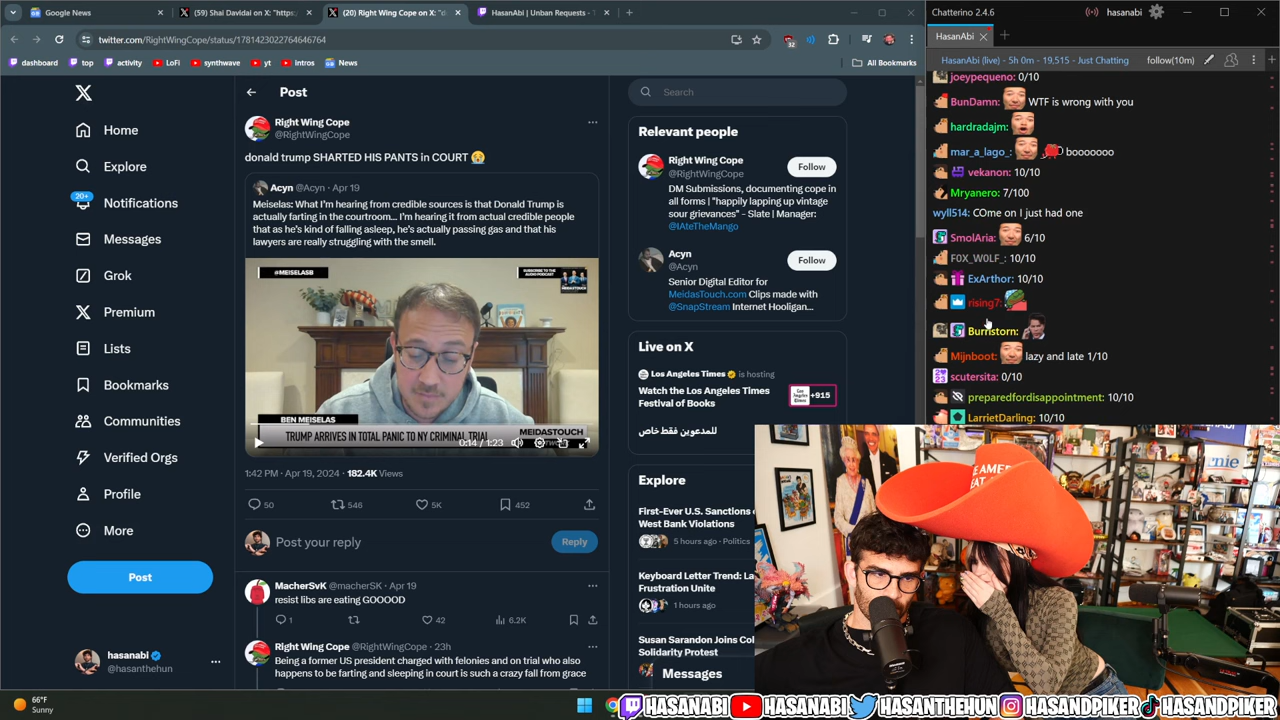 Google News
(59) Shai Davidai on X: "https:
(20) Right Wing Cope on X: "d
HasanAbi | Unban Requests - T
twitter.com/RightWingCope/status/1781423022764646764
32
dashboard
top
activity
LoFi
synthwave
yt
intros
News
All Bookmarks
Home
Explore
20+
Notifications
Messages
Grok
Premium
Lists
Bookmarks
Communities
Verified Orgs
Profile
More
Post
hasanabi
@hasanthehun
Post
Right Wing Cope
@RightWingCope
donald trump SHARTED HIS PANTS in COURT 😭
Acyn @Acyn · Apr 19
Meiselas: What I'm hearing from credible sources is that Donald Trump is
actually farting in the courtroom... I'm hearing it from actual credible people
that as he's kind of falling asleep, he's actually passing gas and that his
lawyers are really struggling with the smell.
@MEISELASB
SUBSCRIBE TO THE
AUDIO PODCAST
BEN MEISELAS
MEIDASTOUCH
TRUMP ARRIVES IN TOTAL PANIC TO NY CRIMINAL TRIAL
1:42 PM · Apr 19, 2024 · 182.4K Views
50
546
5K
452
Post your reply
Reply
MacherSvK @macherSK · Apr 19
resist libs are eating GOOOOD
1
42
6.2K
Right Wing Cope @RightWingCope · 23h
Being a former US president charged with felonies and on trial who also
happens to be farting and sleeping in court is such a crazy fall from grace
Search
Relevant people
Right Wing Cope
@RightWingCope
Follow
DM Submissions, documenting cope in
all forms | "happily lapping up vintage
sour grievances" - Slate | Manager:
@IAteTheMango
Acyn
@Acyn
Follow
Senior Digital Editor for
MeidasTouch.com Clips made with
@SnapStream Internet Hooligan...
Live on X
Los Angeles Times is hosting
Watch the Los Angeles Times
Festival of Books
+915
للمدعوين فقط خاص
Explore
First-Ever U.S. Sanctions
West Bank Violations
5 hours ago · Politics
Keyboard Letter Trend: La
Frustration Unite
1 hours ago
Susan Sarandon Joins Col
Solidarity Protest
Messages
Chatterino 2.4.6
hasanabi
HasanAbi
HasanAbi (live) - 5h 0m - 19,515 - Just Chatting
follow(10m)
joeypequeno: 0/10
BunDamn: WTF is wrong with you
hardradajm:
mar_a_lago_: booooooo
vekanon: 10/10
Mryanero: 7/100
wyll514: COme on I just had one
SmolAria: 6/10
F0X_W0LF_: 10/10
ExArthor: 10/10
rising7:
Burnstorn:
Mijnboot: lazy and late 1/10
scutersita: 0/10
preparedfordisappointment: 10/10
LarrietDarling: 10/10
66°F
Sunny
HASANABI
HASANABI
HASANTHEHUN
HASANDPIKER
HASANDPIKER